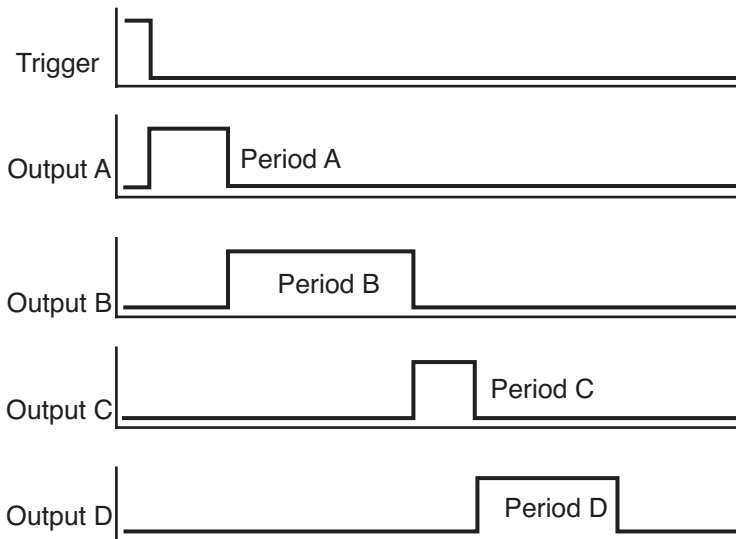 Trigger
Output A
Period A
Output B
Period B
Output C
Period C
Output D
Period D